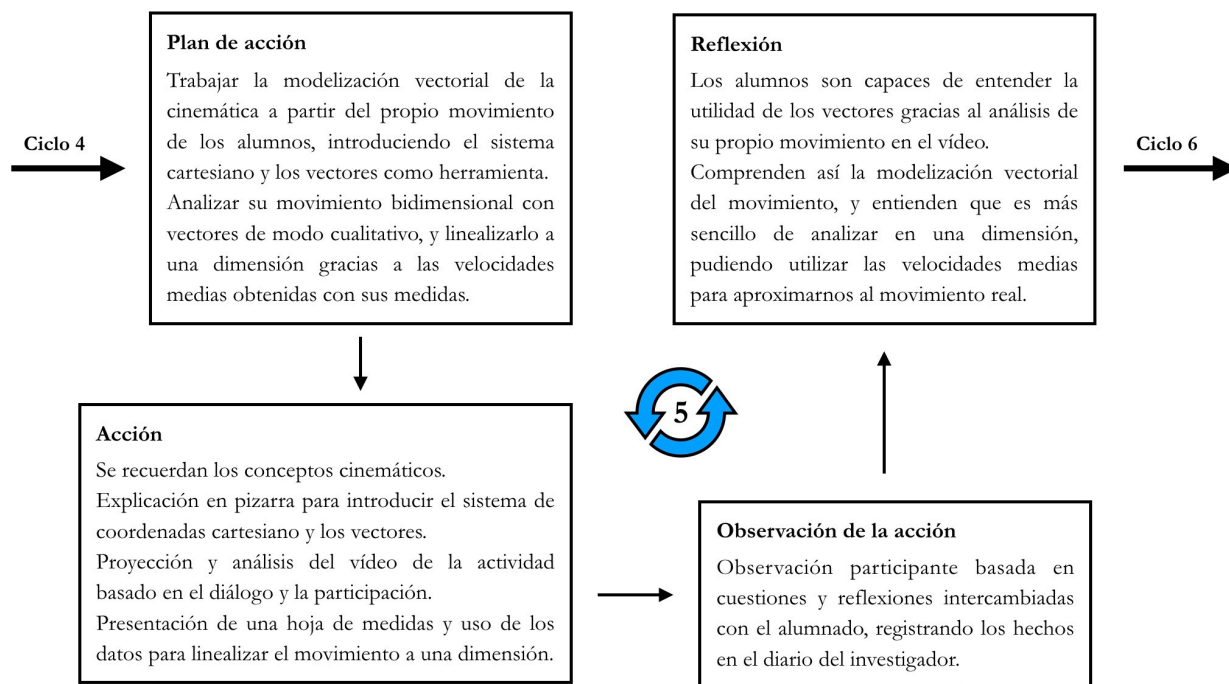 Ciclo 4
Plan de acción
Trabajar la modelización vectorial de la
cinemática a partir del propio movimiento
de los alumnos, introduciendo el sistema
cartesiano y los vectores como herramienta.
Analizar su movimiento bidimensional con
vectores de modo cualitativo, y linealizarlo a
una dimensión gracias a las velocidades
medias obtenidas con sus medidas.
Acción
Se recuerdan los conceptos cinemáticos.
Explicación en pizarra para introducir el sistema de
coordenadas cartesiano y los vectores.
Proyección y análisis del vídeo de la actividad
basado en el diálogo y la participación.
Presentación de una hoja de medidas y uso de los
datos para linealizar el movimiento a una dimensión.
5
Observación de la acción
Observación participante basada en
cuestiones y reflexiones intercambiadas
con el alumnado, registrando los hechos
en el diario del investigador.
Reflexión
Los alumnos son capaces de entender la
utilidad de los vectores gracias al análisis de
su propio movimiento en el vídeo.
Comprenden así la modelización vectorial
del movimiento, y entienden que es más
sencillo de analizar en una dimensión,
pudiendo utilizar las velocidades medias
para aproximarnos al movimiento real.
Ciclo 6